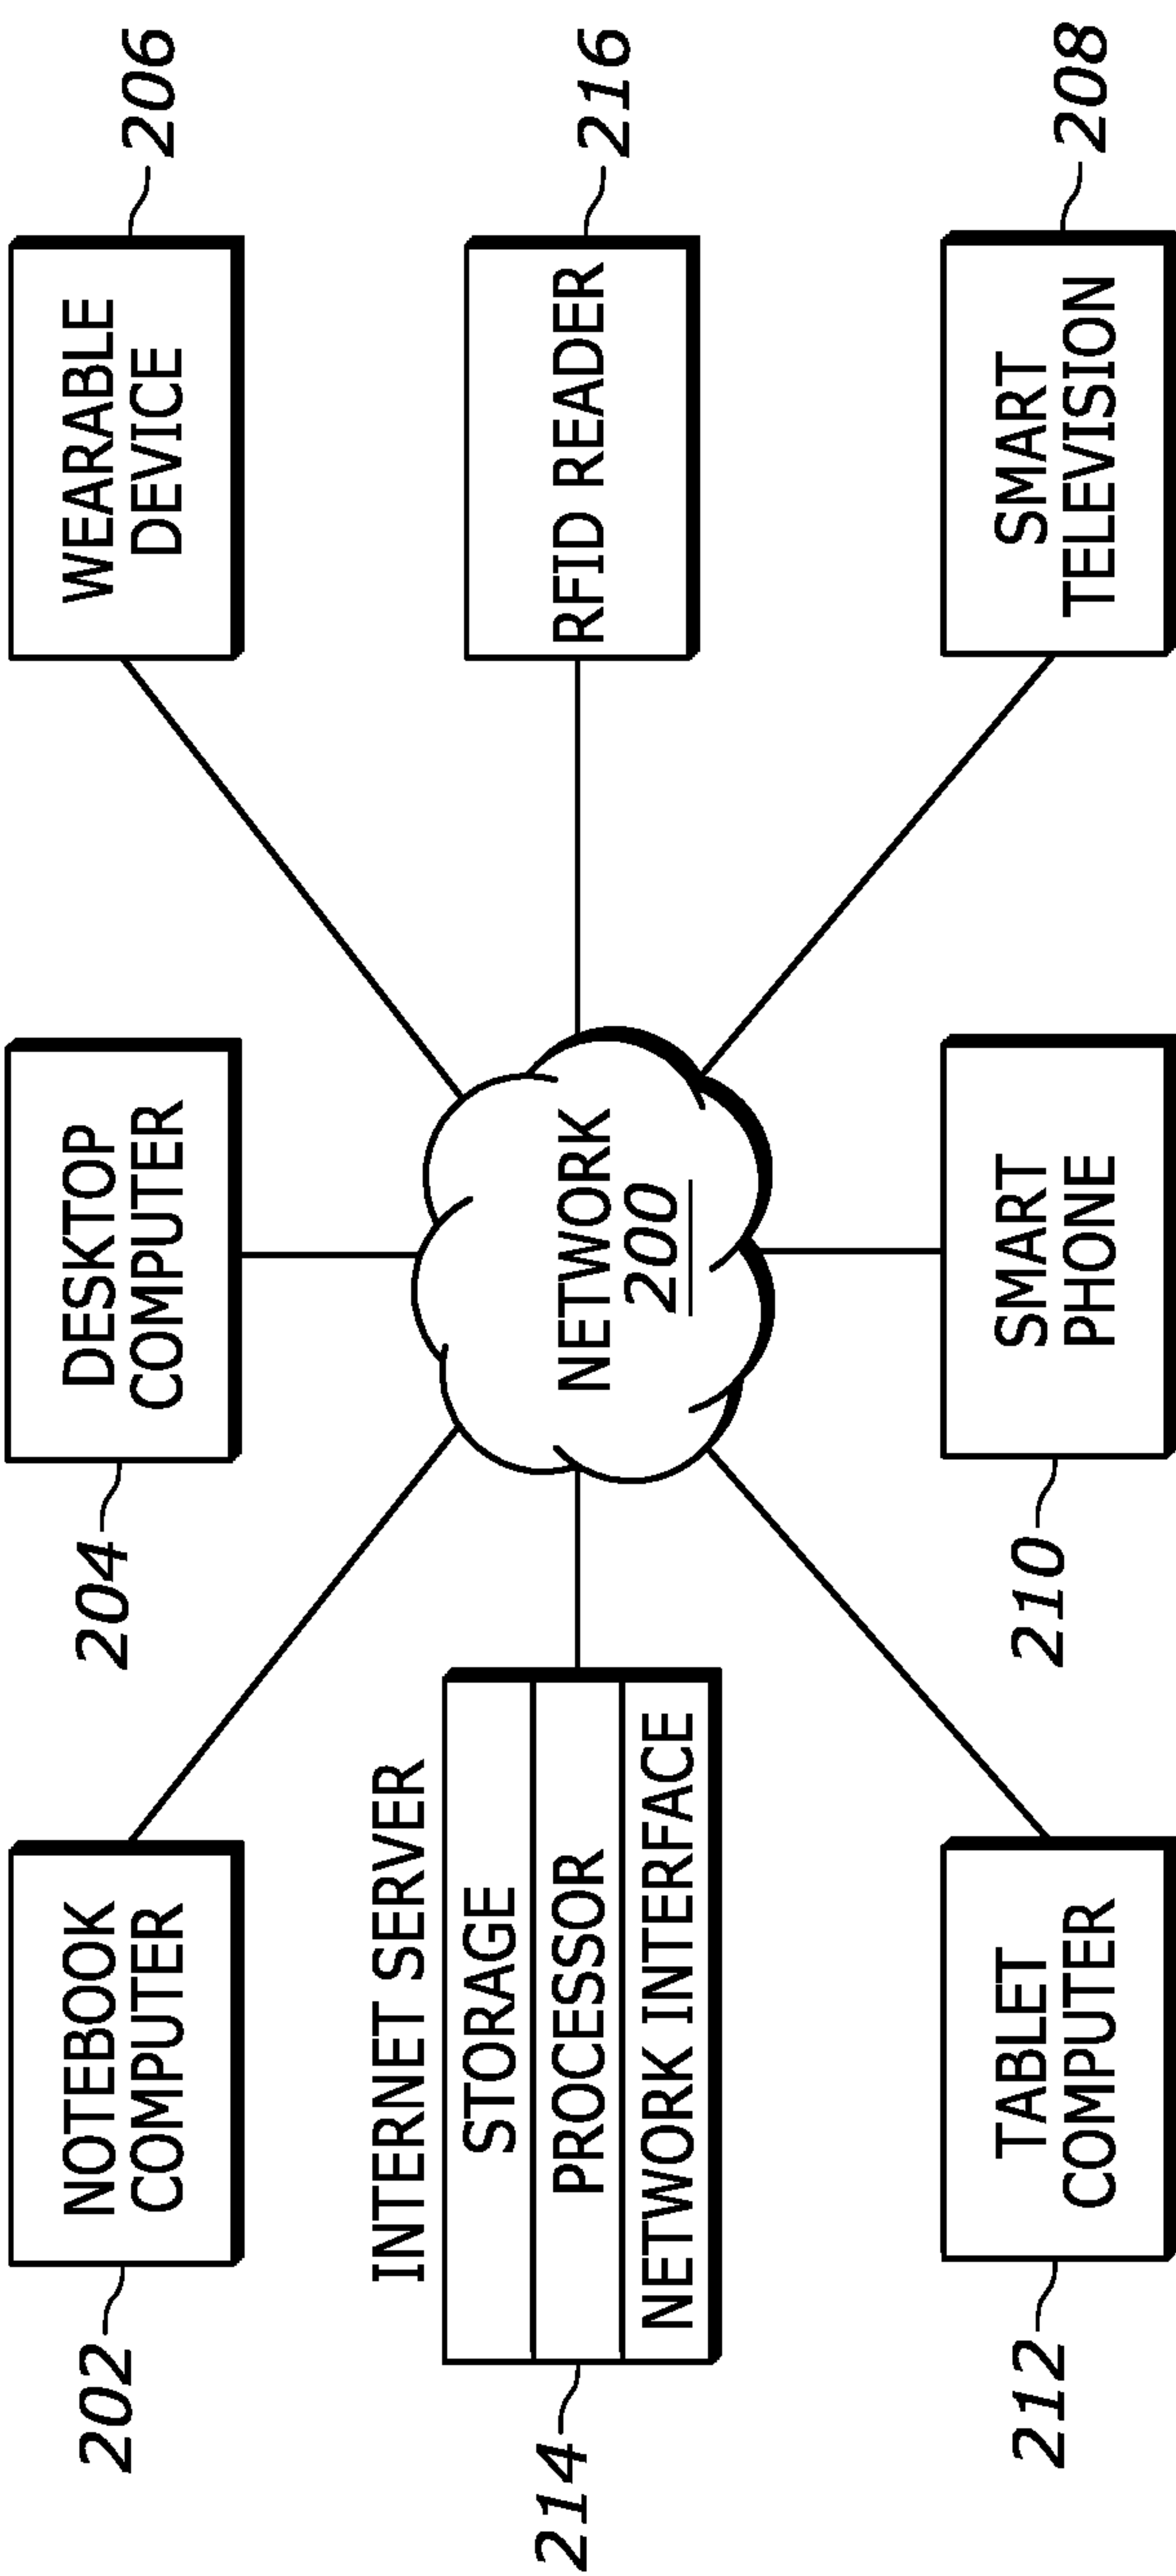 202
NOTEBOOK
COMPUTER
204
DESKTOP
COMPUTER
WEARABLE
DEVICE
206
INTERNET SERVER
214
STORAGE
PROCESSOR
NETWORK INTERFACE
NETWORK
200
RFID READER
216
212
TABLET
COMPUTER
210
SMART
PHONE
SMART
TELEVISION
208